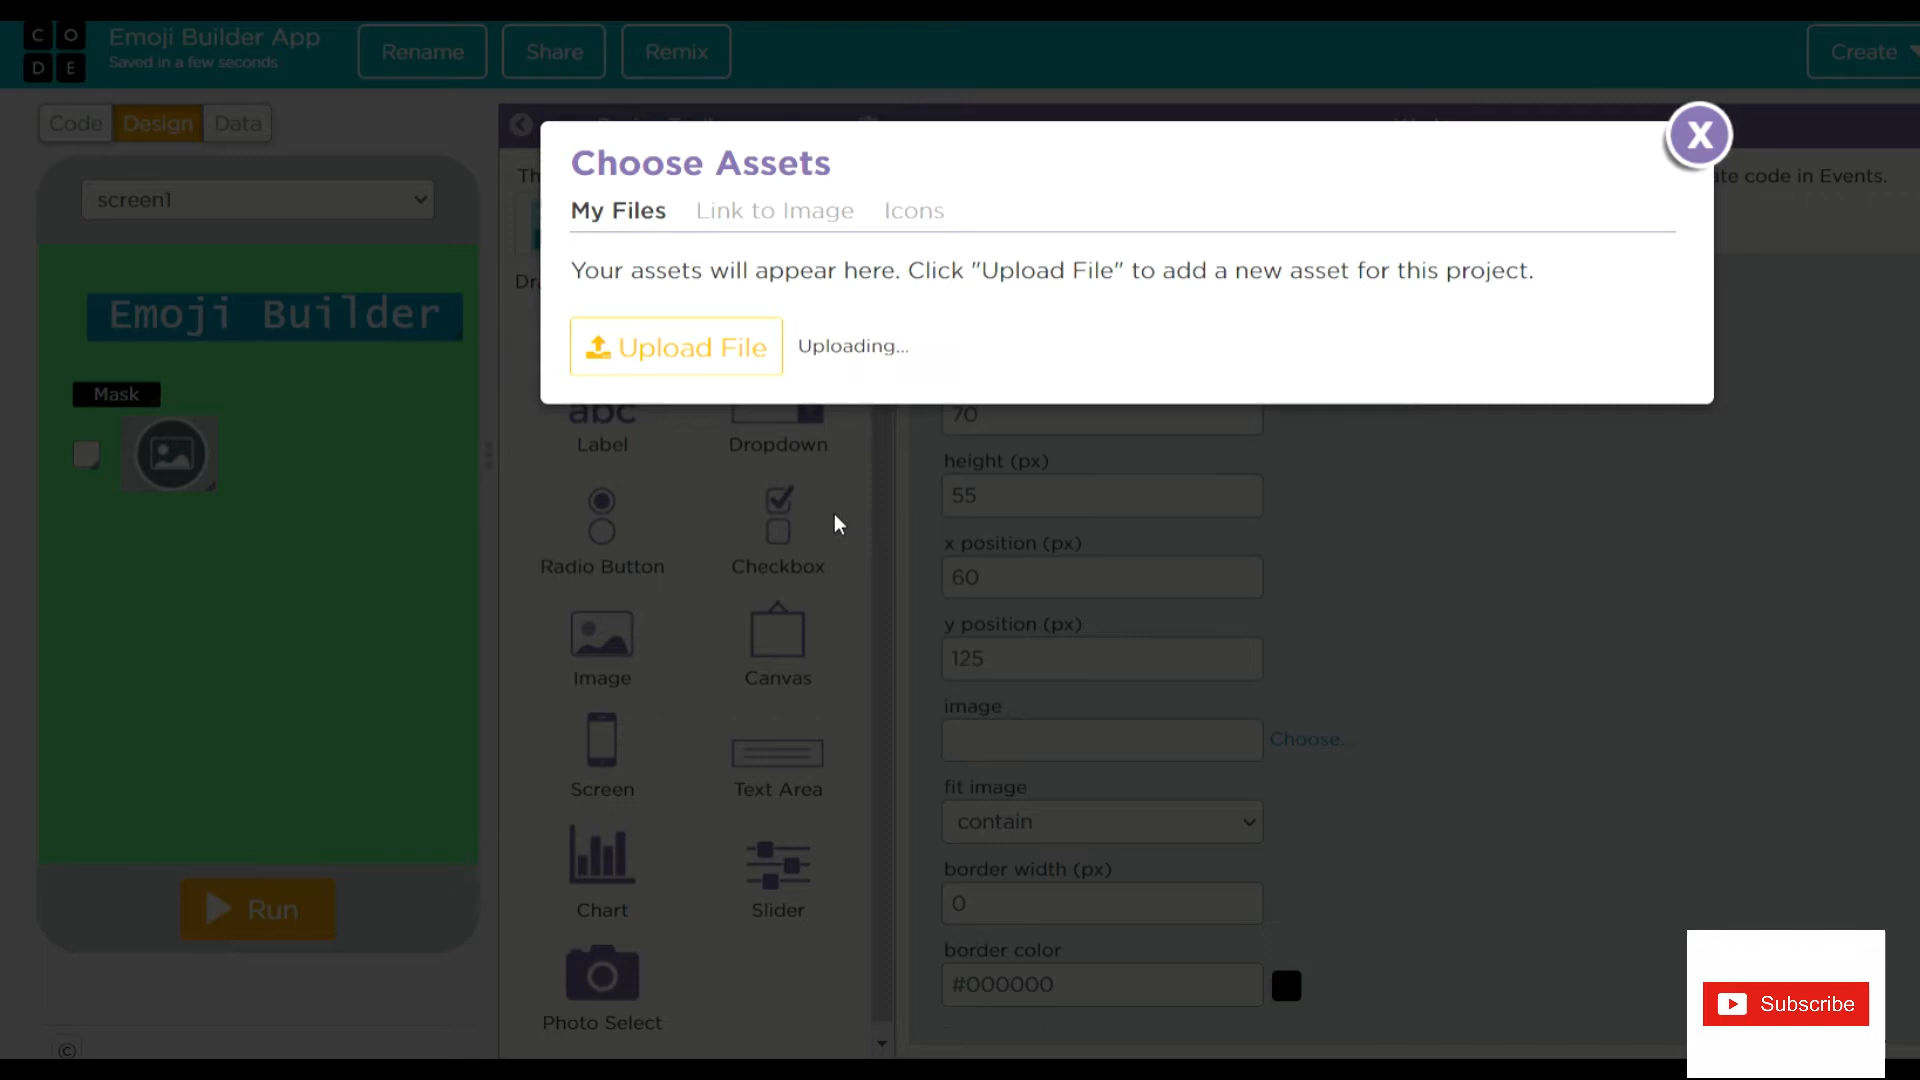 C O
D E
Emoji Builder App
Saved in a few seconds
Rename
Share
Remix
Create
Code
Design
Data
screen1
Emoji Builder
Mask
Run
©
Choose Assets
X
My Files
Link to Image
Icons
Your assets will appear here. Click "Upload File" to add a new asset for this project.
Upload File
Uploading...
te code in Events.
Th
Dr
abc
Label
Dropdown
Radio Button
Checkbox
Image
Canvas
Screen
Text Area
Chart
Slider
Photo Select
70
height (px)
55
x position (px)
60
y position (px)
125
image
Choose...
fit image
contain
border width (px)
0
border color
#000000
Subscribe